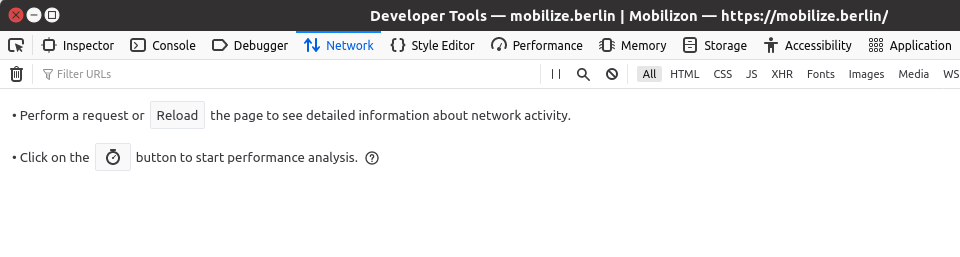 Developer Tools — mobilize.berlin | Mobilizon — https://mobilize.berlin/
Inspector Console Debugger Network Style Editor Performance Memory Storage Accessibility Application
Filter URLs All HTML CSS JS XHR Fonts Images Media WS
• Perform a request or Reload the page to see detailed information about network activity.
• Click on the button to start performance analysis.